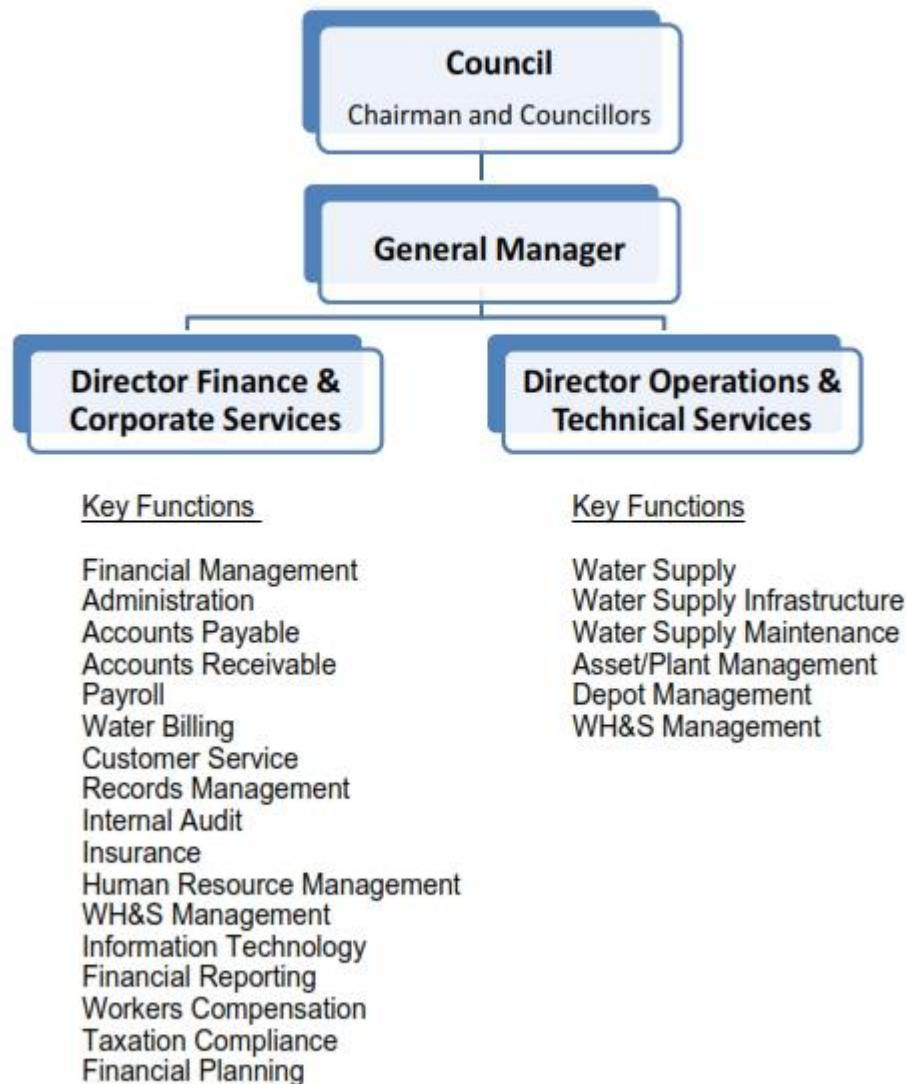 Council
Chairman and Councillors
General Manager
Director Finance &
Corporate Services
Director Operations &
Technical Services
Key Functions
Financial Management
Administration
Accounts Payable
Accounts Receivable
Payroll
Water Billing
Customer Service
Records Management
Internal Audit
Insurance
Human Resource Management
WH&S Management
Information Technology
Financial Reporting
Workers Compensation
Taxation Compliance
Financial Planning
Key Functions
Water Supply
Water Supply Infrastructure
Water Supply Maintenance
Asset/Plant Management
Depot Management
WH&S Management